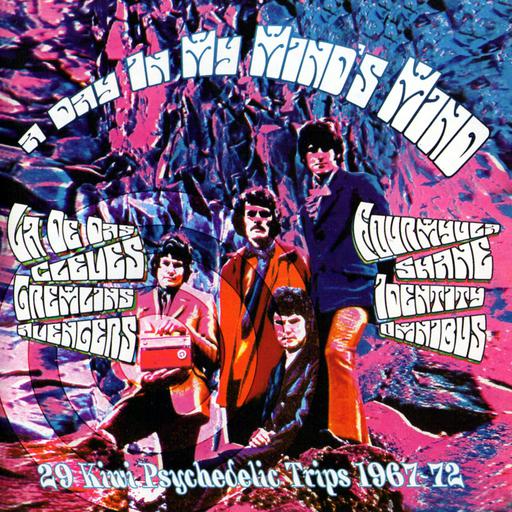 A DAY IN MY MIND'S MIND
LA DE DAS
CLEVES
GREMLINS
AVENGERS
FOURMYULA
SHANE
IDENTITY
OMNIBUS
29 Kiwi Psychedelic Trips 1967-72